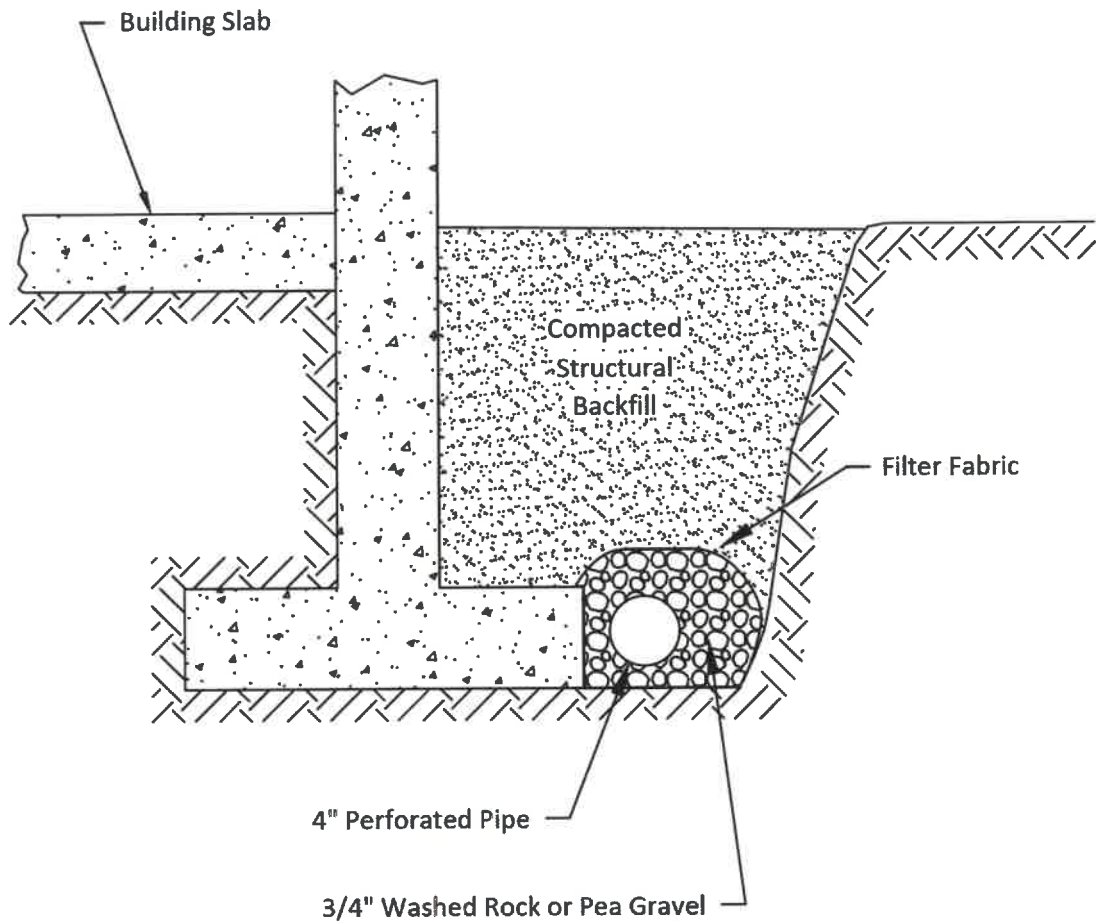 Building Slab
Compacted
Structural
Backfill
Filter Fabric
4" Perforated Pipe
3/4" Washed Rock or Pea Gravel